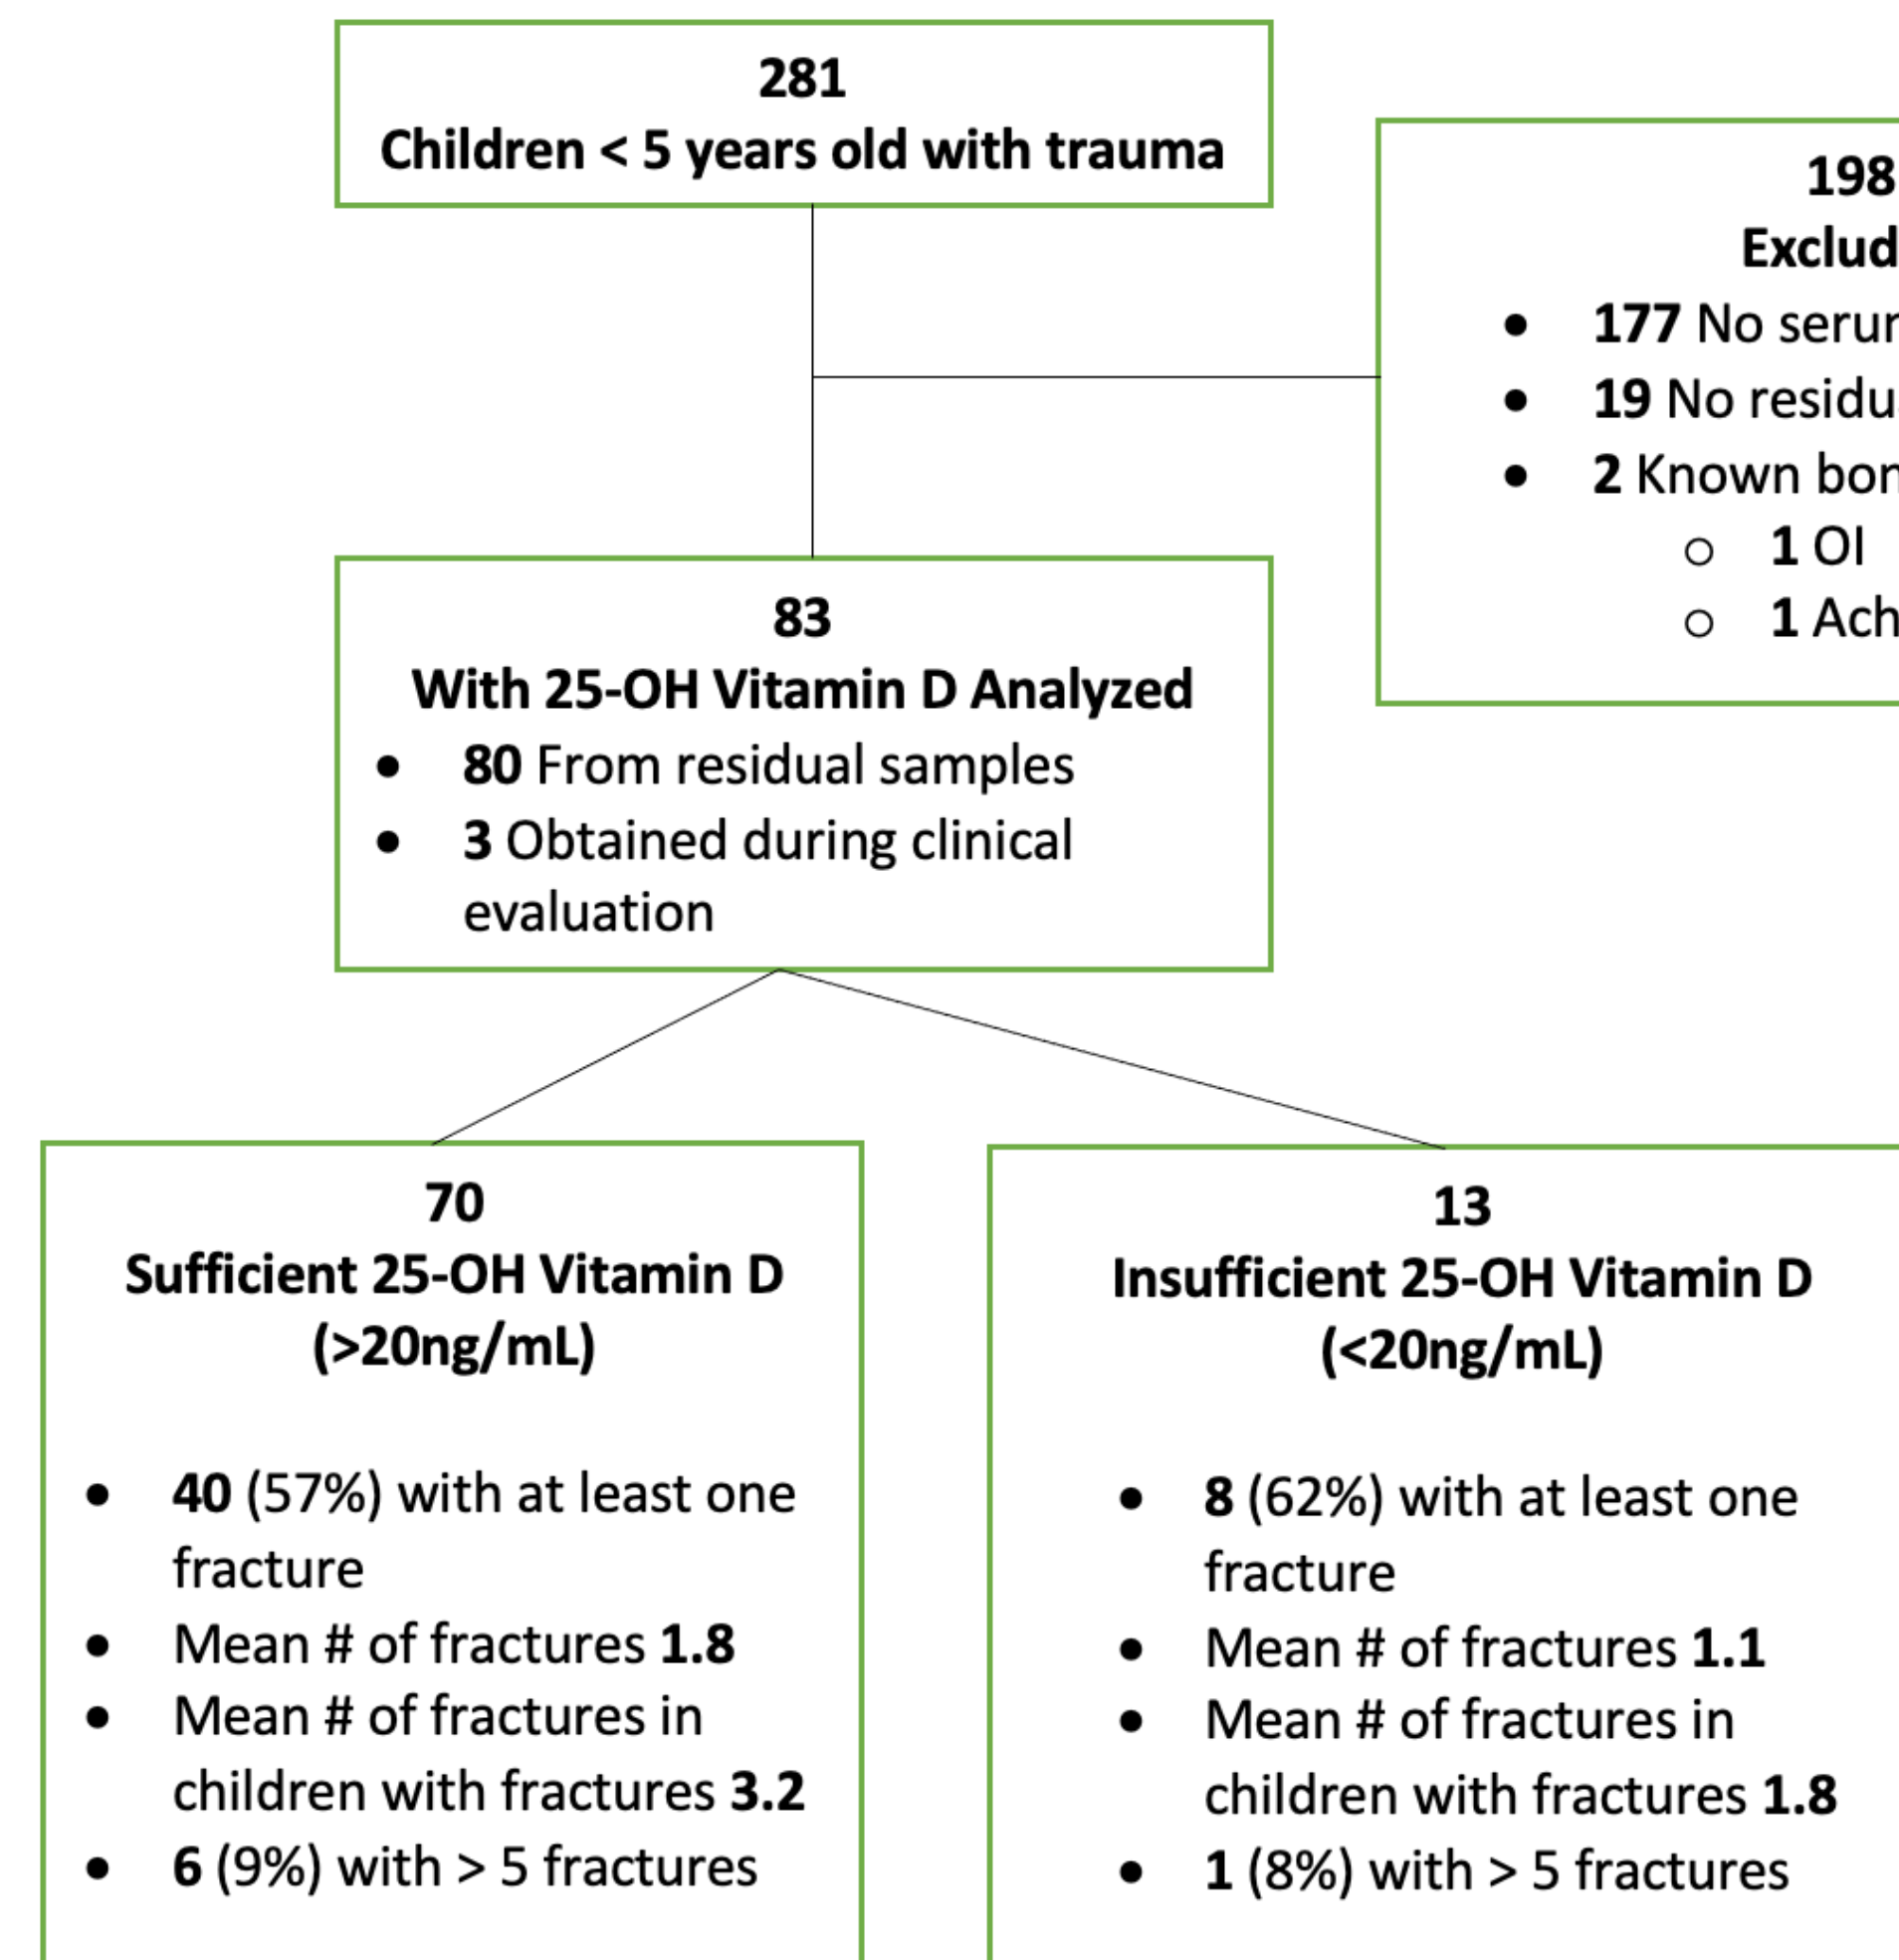 281
Children < 5 years old with trauma
198
• 177 No
• 19 No
• 2 Known
○ 1 OI
○ 1
83
With 25-OH Vitamin D Analyzed
• 80 From residual samples
• 3 Obtained during clinical
evaluation
70
Sufficient 25-OH Vitamin D
(>20ng/mL)
• 40 (57%) with at least one
fracture
• Mean # of fractures 1.8
• Mean # of fractures in
children with fractures 3.2
• 6 (9%) with > 5 fractures
13
Insufficient 25-OH Vitamin D
(<20ng/mL)
• 8 (62%) with at least one
fracture
• Mean # of fractures 1.1
• Mean # of fractures in
children with fractures 1.8
• 1 (8%) with > 5 fractures